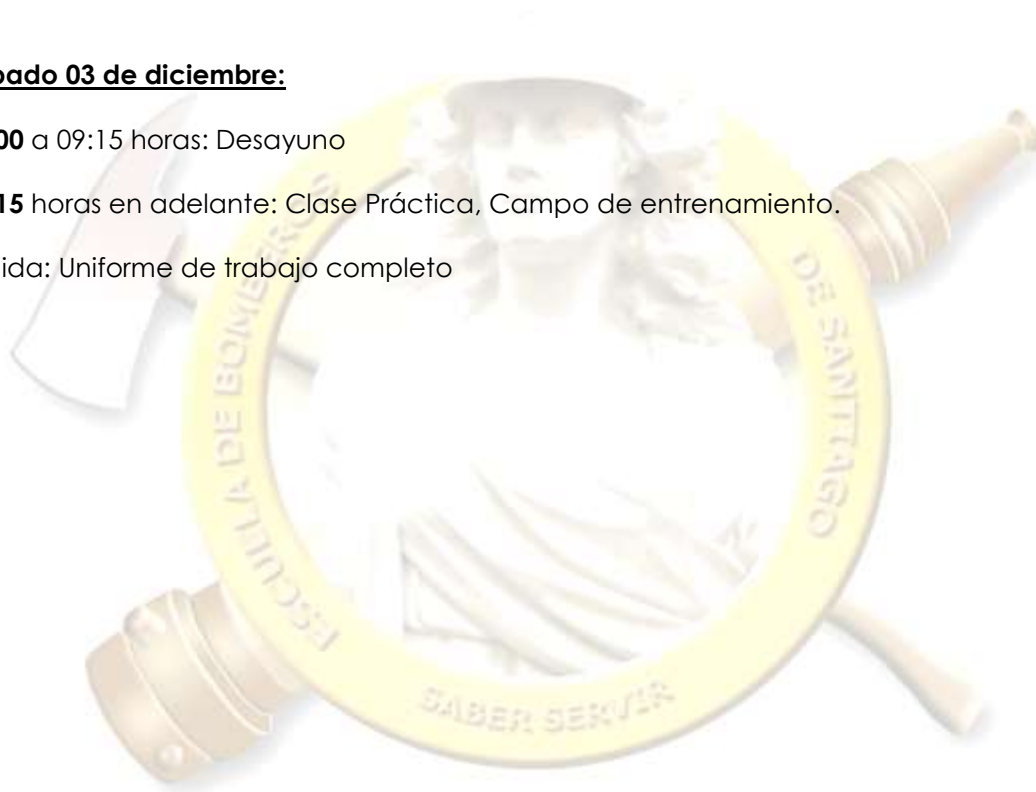 bado 03 de diciembre:
00 a 09:15 horas: Desayuno
15 horas en adelante: Clase Práctica, Campo de entrenamiento.
ida: Uniforme de trabajo completo
ESCUELA DE BOMBEROS
DE SANTIAGO
SABER SERVIR